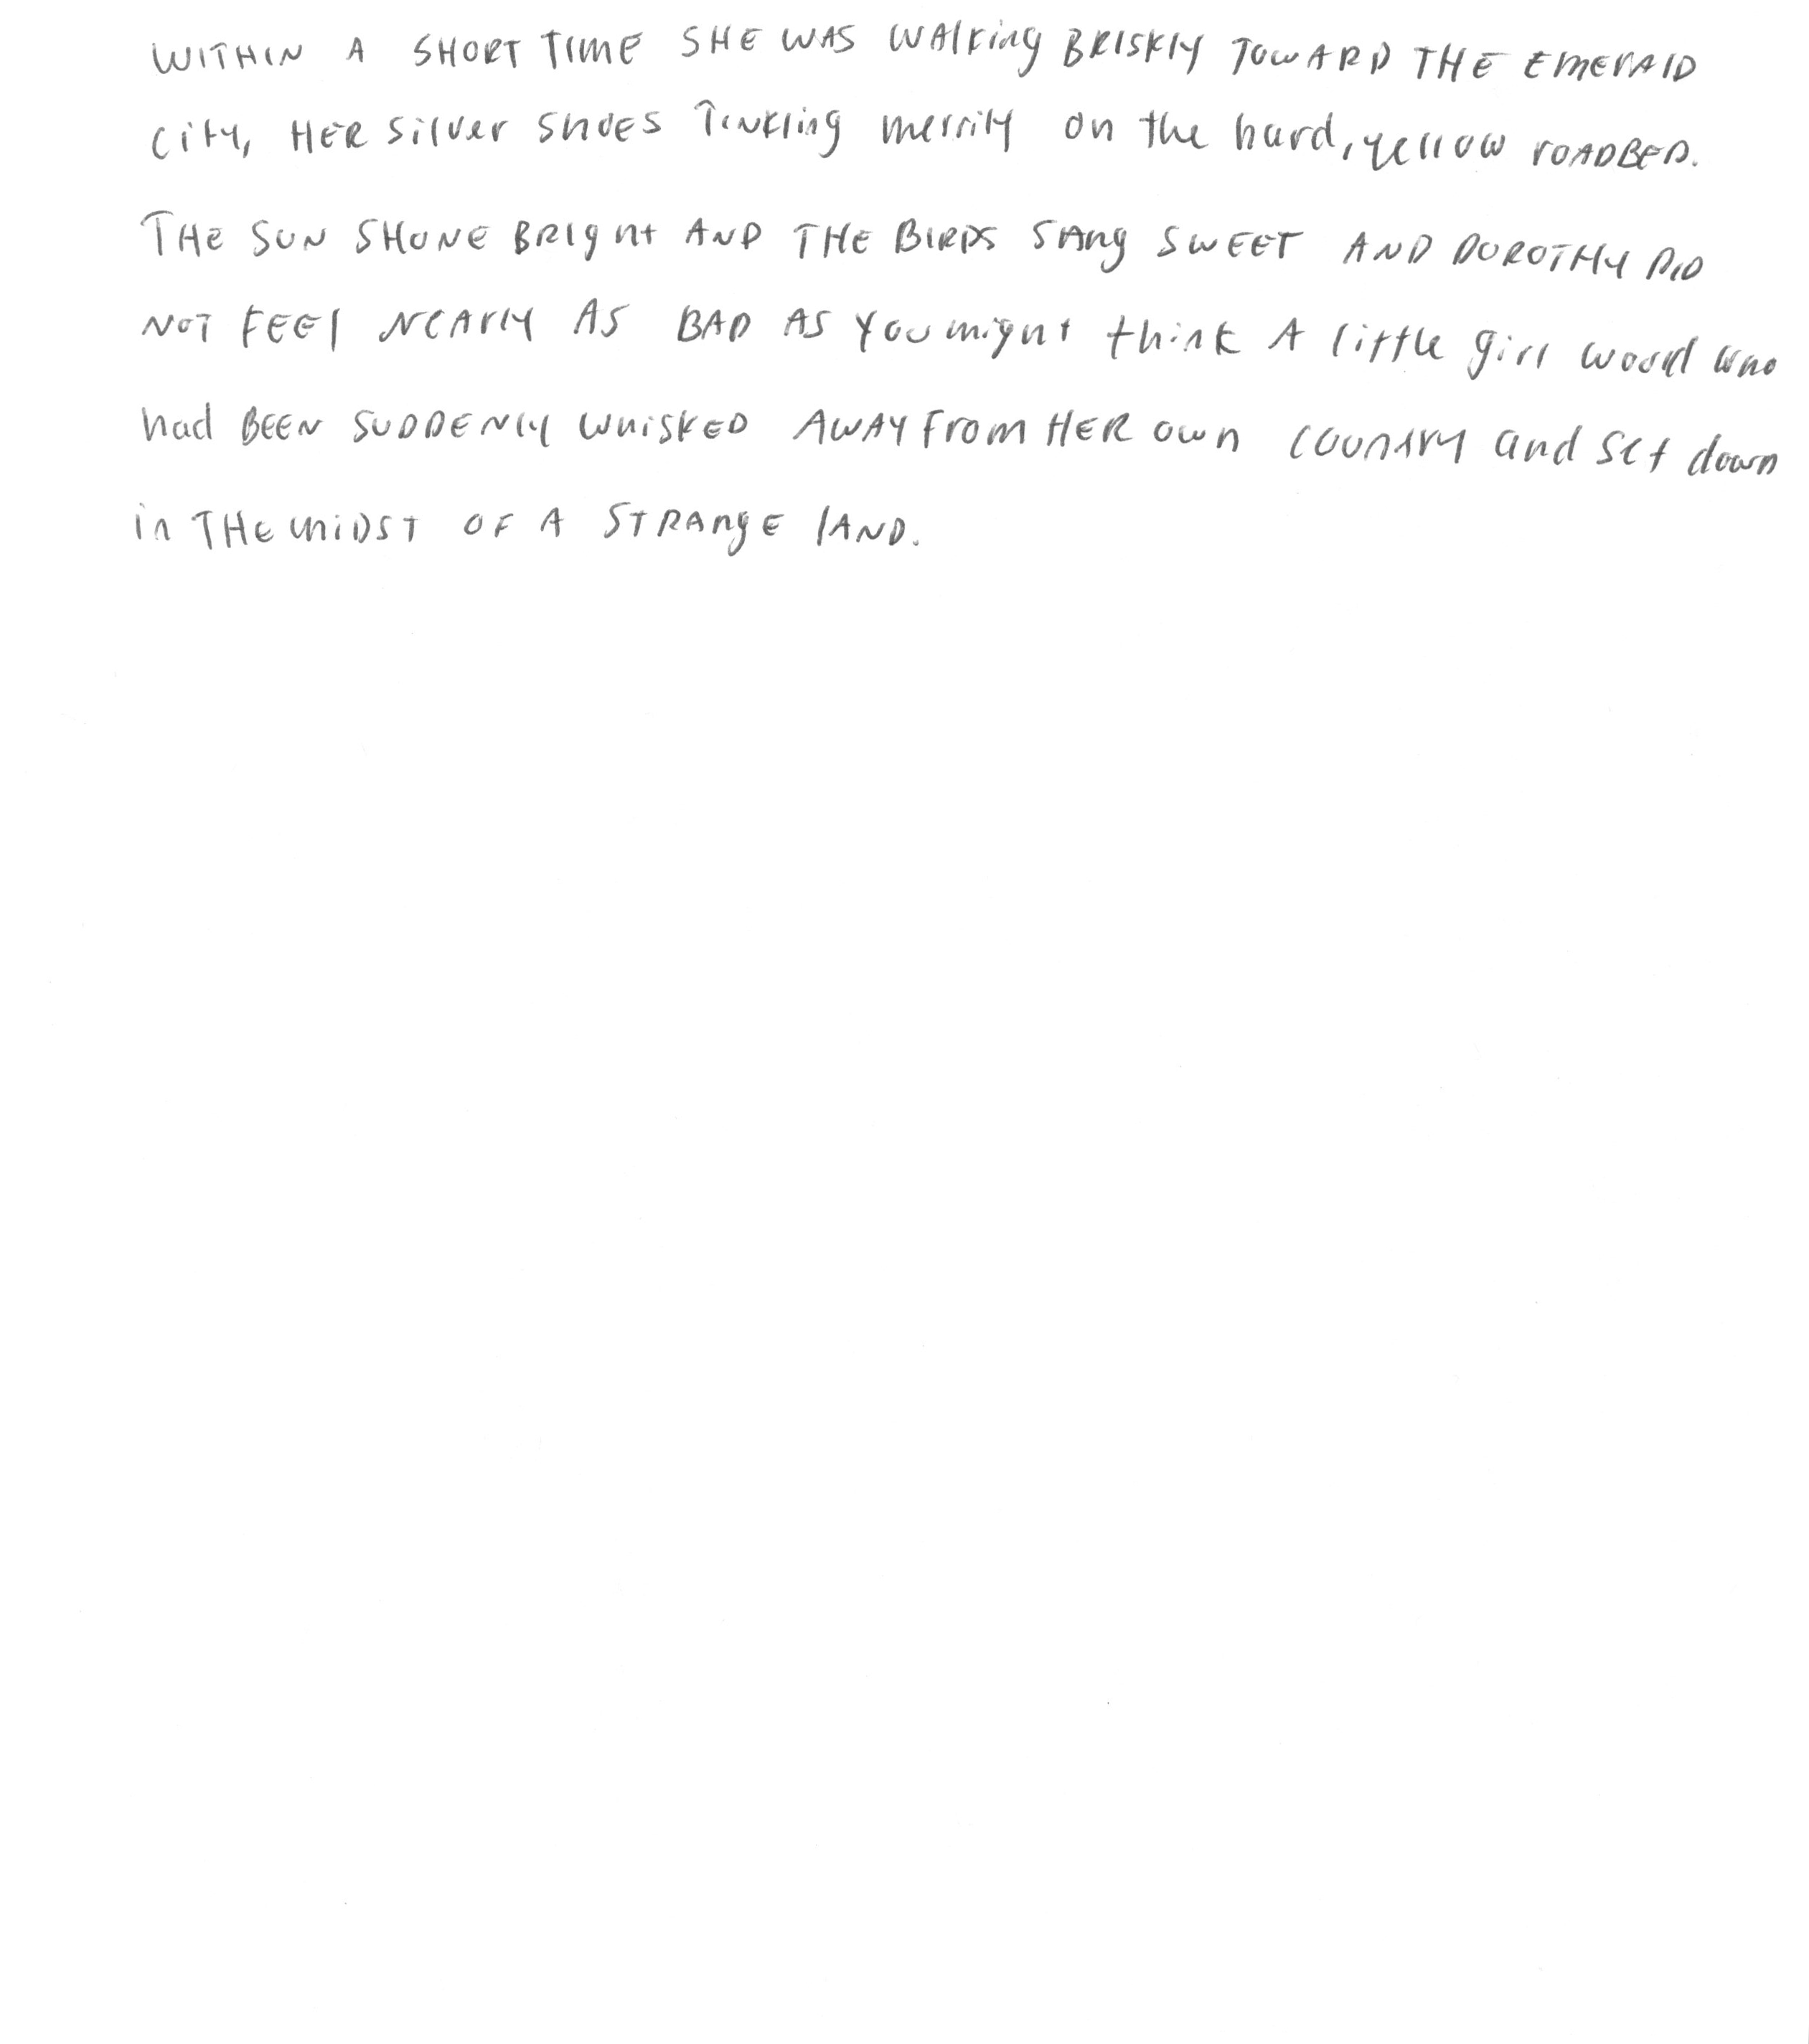 WITHIN A SHORT TIME SHE WAS WAlking BRISKly TOWARD THE EMErAlD
City, HER Silver SHOES Tinkling merrily on the hard, yellow ROADBED.
THE SUN SHONE BRIght AND THE BIRDS SAng SWEET AND DOROTHY DID
NOT FEEl NEArly AS BAD AS you might think A little girl would who
had BEEN SUDDENly WhisKED AWAY From HER own country and set down
in THE miDST OF A STRAngE lAND.